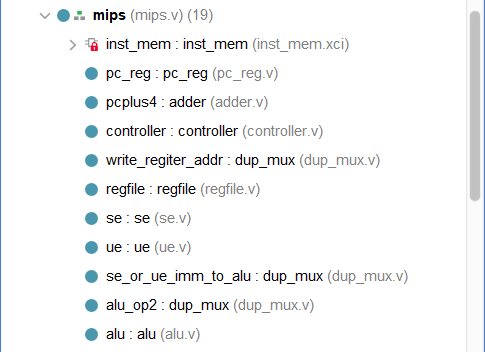 mips (mips.v) (19)
inst_mem : inst_mem (inst_mem.xci)
pc_reg : pc_reg (pc_reg.v)
pcplus4 : adder (adder.v)
controller : controller (controller.v)
write_regiter_addr : dup_mux (dup_mux.v)
regfile : regfile (regfile.v)
se : se (se.v)
ue : ue (ue.v)
se_or_ue_imm_to_alu : dup_mux (dup_mux.v)
alu_op2 : dup_mux (dup_mux.v)
alu : alu (alu.v)